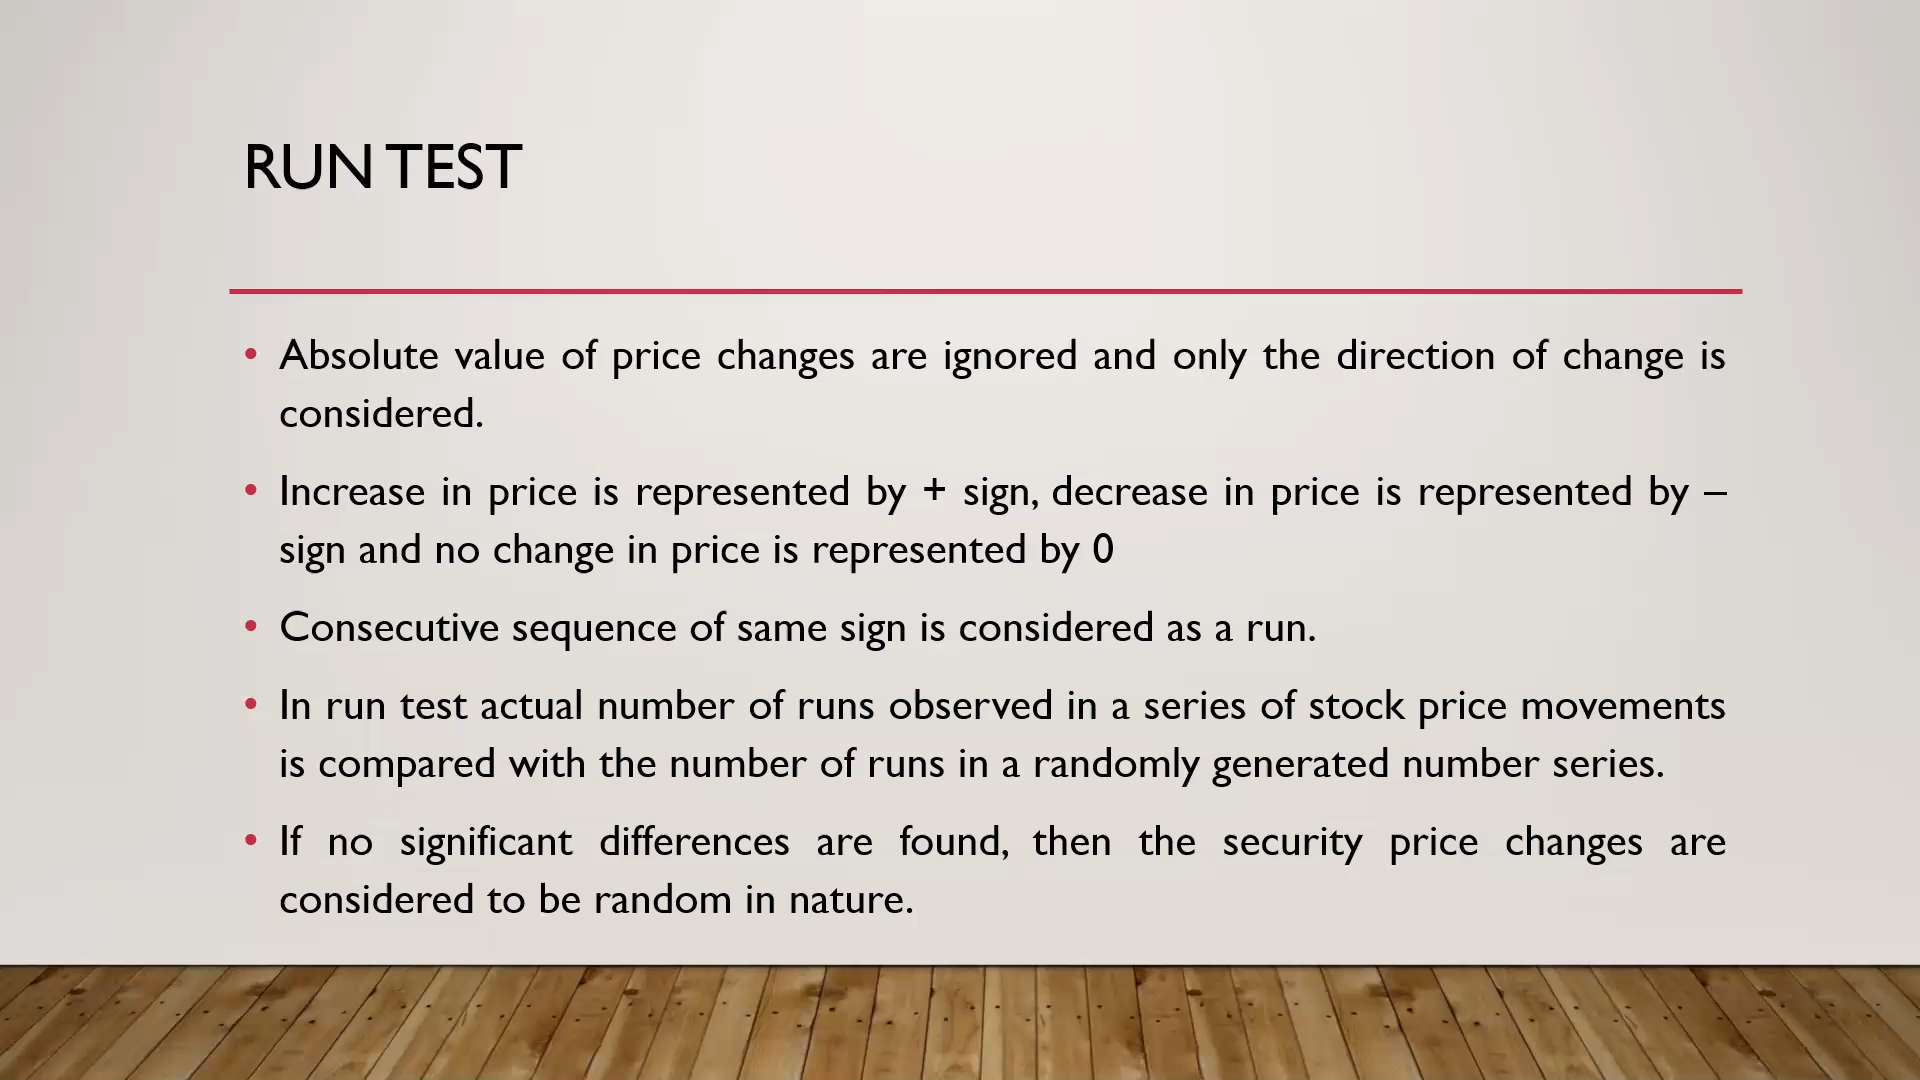 RUN TEST
• Absolute value of price changes are ignored and only the direction of change is
considered.
• Increase in price is represented by + sign, decrease in price is represented by –
sign and no change in price is represented by 0
• Consecutive sequence of same sign is considered as a run.
• In run test actual number of runs observed in a series of stock price movements
is compared with the number of runs in a randomly generated number series.
• If no significant differences are found, then the security price changes are
considered to be random in nature.